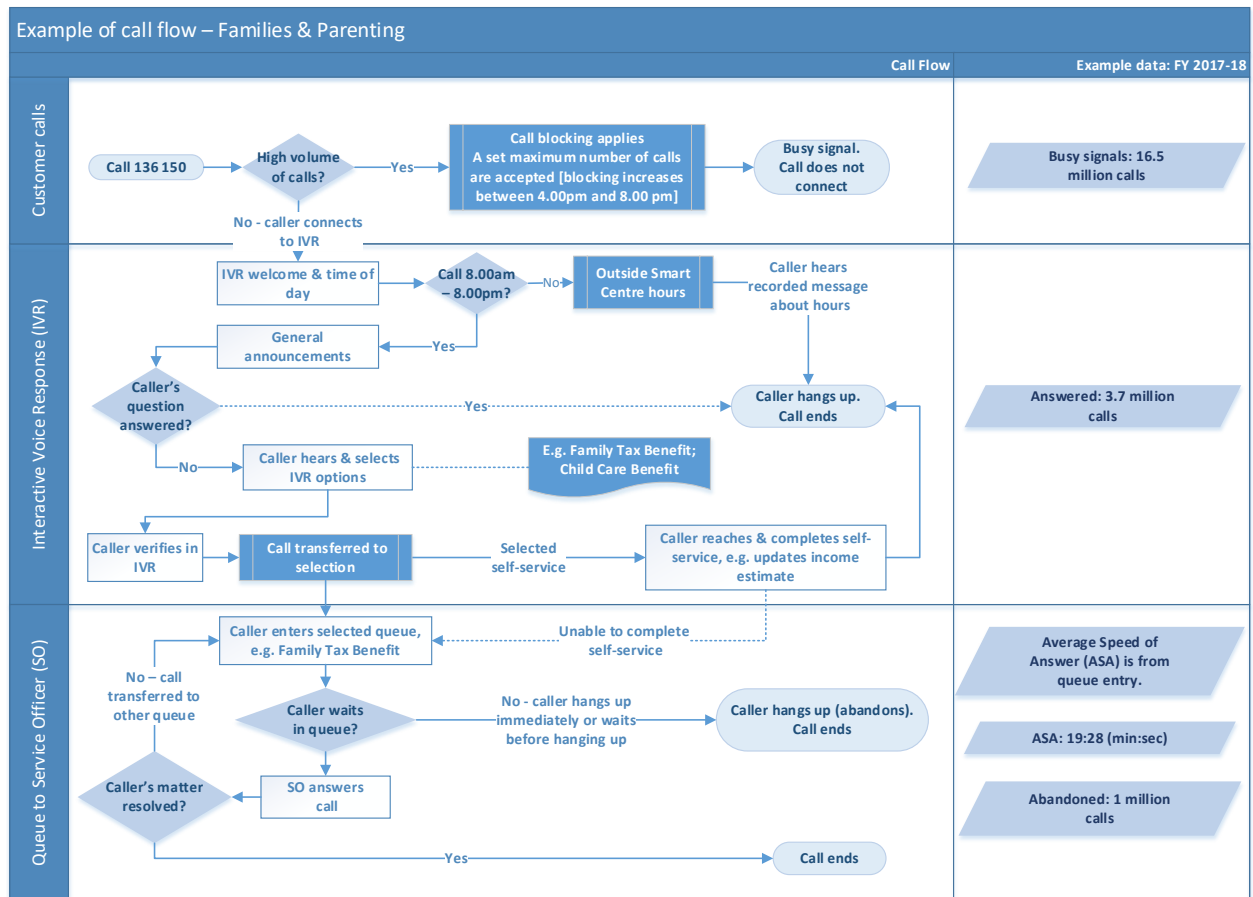 Example of call flow – Families & Parenting
Call Flow
Example data: FY 2017-18
Customer calls
Call 136 150
High volume
of calls?
Yes
Call blocking applies
A set maximum number of calls
are accepted [blocking increases
between 4.00pm and 8.00 pm]
Busy signal.
Call does not
connect
Busy signals: 16.5
million calls
No - caller connects
to IVR
Interactive Voice Response (IVR)
IVR welcome & time of
day
Call 8.00am
– 8.00pm?
No
Outside Smart
Centre hours
Caller hears
recorded message
about hours
General
announcements
Yes
Caller's
question
answered?
Yes
Caller hangs up.
Call ends
Answered: 3.7 million
calls
No
Caller hears & selects
IVR options
E.g. Family Tax Benefit;
Child Care Benefit
Caller verifies in
IVR
Call transferred to
selection
Selected
self-service
Caller reaches & completes self-
service, e.g. updates income
estimate
Queue to Service Officer (SO)
Caller enters selected queue,
e.g. Family Tax Benefit
Unable to complete
self-service
Average Speed of
Answer (ASA) is from
queue entry.
No – call
transferred to
other queue
Caller waits
in queue?
No - caller hangs up
immediately or waits
before hanging up
Caller hangs up (abandons).
Call ends
ASA: 19:28 (min:sec)
Caller's matter
resolved?
SO answers
call
Abandoned: 1 million
calls
Yes
Call ends